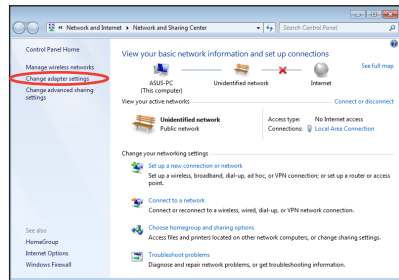 « Network and Internet ▸ Network and Sharing Center
Search Control Panel
Control Panel Home
Manage wireless networks
Change adapter settings
Change advanced sharing
settings
See also
HomeGroup
Internet Options
Windows Firewall
View your basic network information and set up connections
See full map
ASUS-PC
(This computer)
Unidentified network
Internet
View your active networks
Connect or disconnect
Unidentified network
Public network
Access type: No Internet access
Connections: Local Area Connection
Change your networking settings
Set up a new connection or network
Set up a wireless, broadband, dial-up, ad hoc, or VPN connection; or set up a router or access
point.
Connect to a network
Connect or reconnect to a wireless, wired, dial-up, or VPN network connection.
Choose homegroup and sharing options
Access files and printers located on other network computers, or change sharing settings.
Troubleshoot problems
Diagnose and repair network problems, or get troubleshooting information.